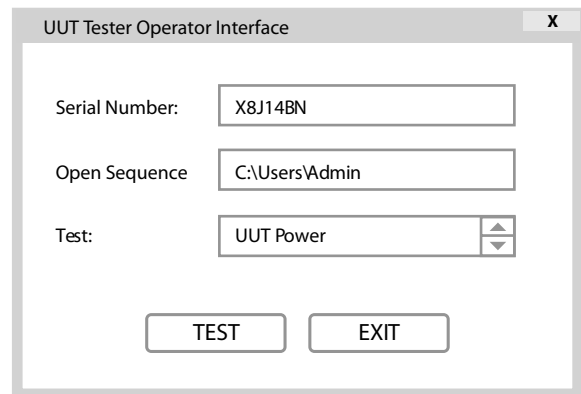 UUT Tester Operator Interface X
Serial Number: X8J14BN
Open Sequence C:\Users\Admin
Test: UUT Power
TEST EXIT